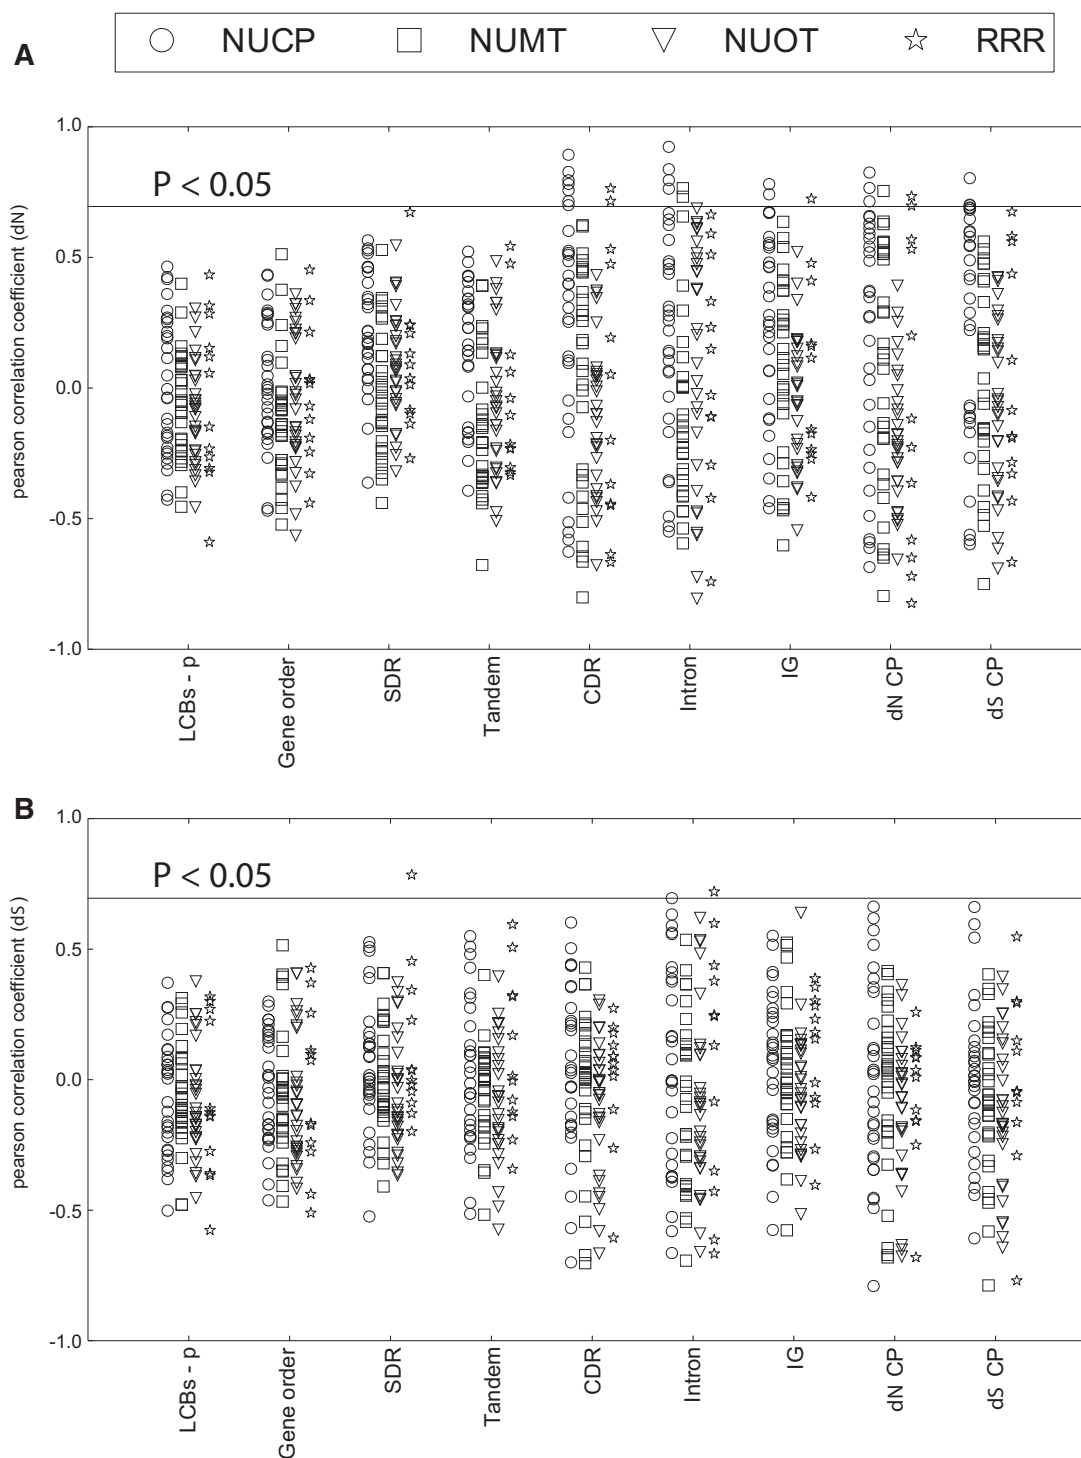 NUCP NUMT NUOT RRR
A
1.0
P < 0.05
0.5
0.0
-0.5
-1.0
pearson correlation coefficient (dN)
LCBs - p
Gene order
SDR
Tandem
CDR
Intron
IG
dN CP
dS CP
B
1.0
P < 0.05
0.5
0.0
-0.5
-1.0
pearson correlation coefficient (dS)
LCBs - p
Gene order
SDR
Tandem
CDR
Intron
IG
dN CP
dS CP